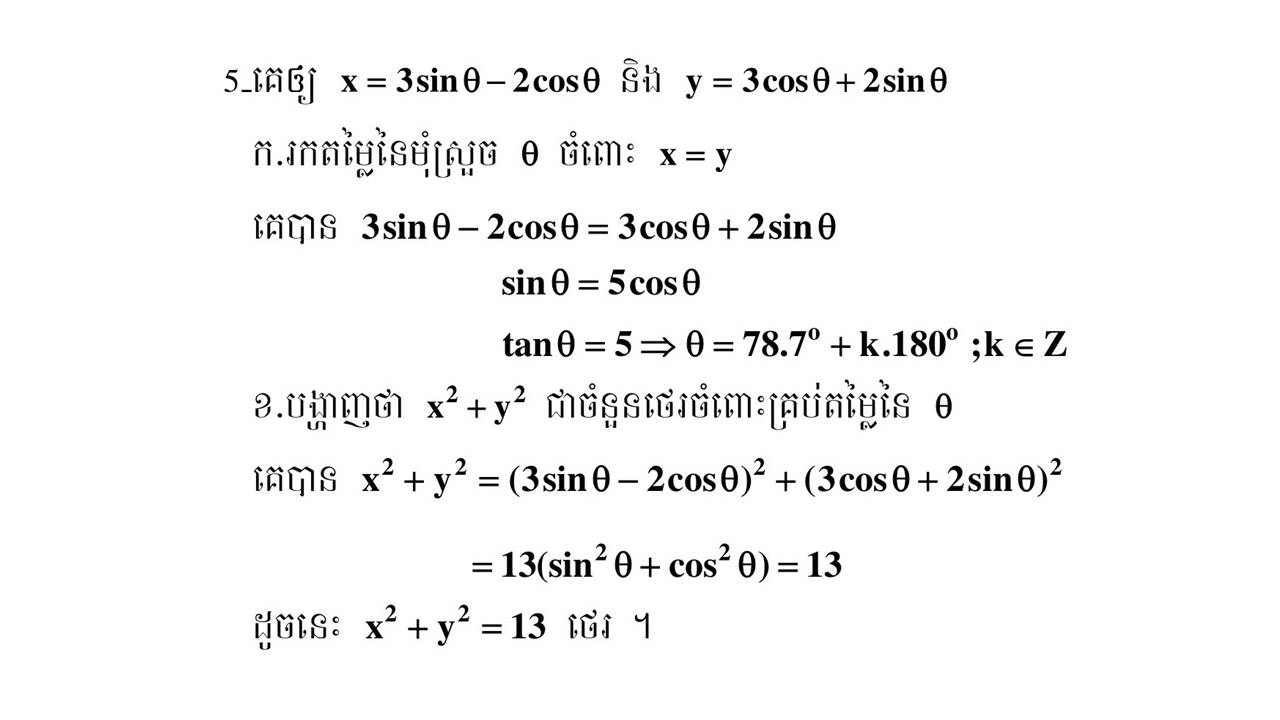 5_គេឲ្យ x = 3sinθ − 2cosθ និង y = 3cosθ + 2sinθ
ក.រកតម្លៃនៃមុំស្រួច θ ចំពោះ x = y
គេបាន 3sinθ − 2cosθ = 3cosθ + 2sinθ
sinθ = 5cosθ
tanθ = 5 ⇒ θ = 78.7º + k.180º ;k ∈ Z
ខ.បង្ហាញថា x² + y² ជាចំនួនថេរចំពោះគ្រប់តម្លៃនៃ θ
គេបាន x² + y² = (3sinθ − 2cosθ)² + (3cosθ + 2sinθ)²
= 13(sin²θ + cos²θ) = 13
ដូចនេះ x² + y² = 13 ថេរ ។